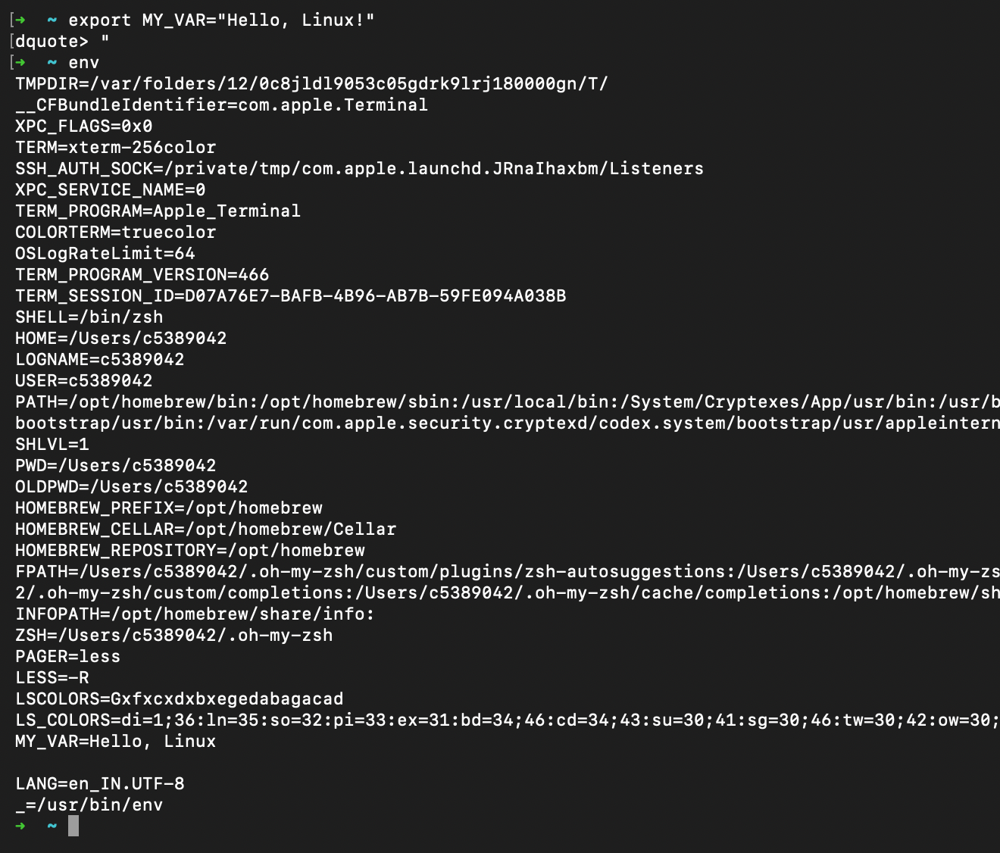 ➜  ~ export MY_VAR="Hello, Linux!"
dquote> "
➜  ~ env
TMPDIR=/var/folders/12/0c8jldl9053c05gdrk9lrj180000gn/T/
__CFBundleIdentifier=com.apple.Terminal
XPC_FLAGS=0x0
TERM=xterm-256color
SSH_AUTH_SOCK=/private/tmp/com.apple.launchd.JRnaIhaxbm/Listeners
XPC_SERVICE_NAME=0
TERM_PROGRAM=Apple_Terminal
COLORTERM=truecolor
OSLogRateLimit=64
TERM_PROGRAM_VERSION=466
TERM_SESSION_ID=D07A76E7-BAFB-4B96-AB7B-59FE094A038B
SHELL=/bin/zsh
HOME=/Users/c5389042
LOGNAME=c5389042
USER=c5389042
PATH=/opt/homebrew/bin:/opt/homebrew/sbin:/usr/local/bin:/System/Cryptexes/App/usr/bin:/usr/b
bootstrap/usr/bin:/var/run/com.apple.security.cryptexd/codex.system/bootstrap/usr/appleintern
SHLVL=1
PWD=/Users/c5389042
OLDPWD=/Users/c5389042
HOMEBREW_PREFIX=/opt/homebrew
HOMEBREW_CELLAR=/opt/homebrew/Cellar
HOMEBREW_REPOSITORY=/opt/homebrew
FPATH=/Users/c5389042/.oh-my-zsh/custom/plugins/zsh-autosuggestions:/Users/c5389042/.oh-my-zs
2/.oh-my-zsh/custom/completions:/Users/c5389042/.oh-my-zsh/cache/completions:/opt/homebrew/sh
INFOPATH=/opt/homebrew/share/info:
ZSH=/Users/c5389042/.oh-my-zsh
PAGER=less
LESS=-R
LSCOLORS=Gxfxcxdxbxegedabagacad
LS_COLORS=di=1;36:ln=35:so=32:pi=33:ex=31:bd=34;46:cd=34;43:su=30;41:sg=30;46:tw=30;42:ow=30;
MY_VAR=Hello, Linux

LANG=en_IN.UTF-8
_=/usr/bin/env
➜  ~